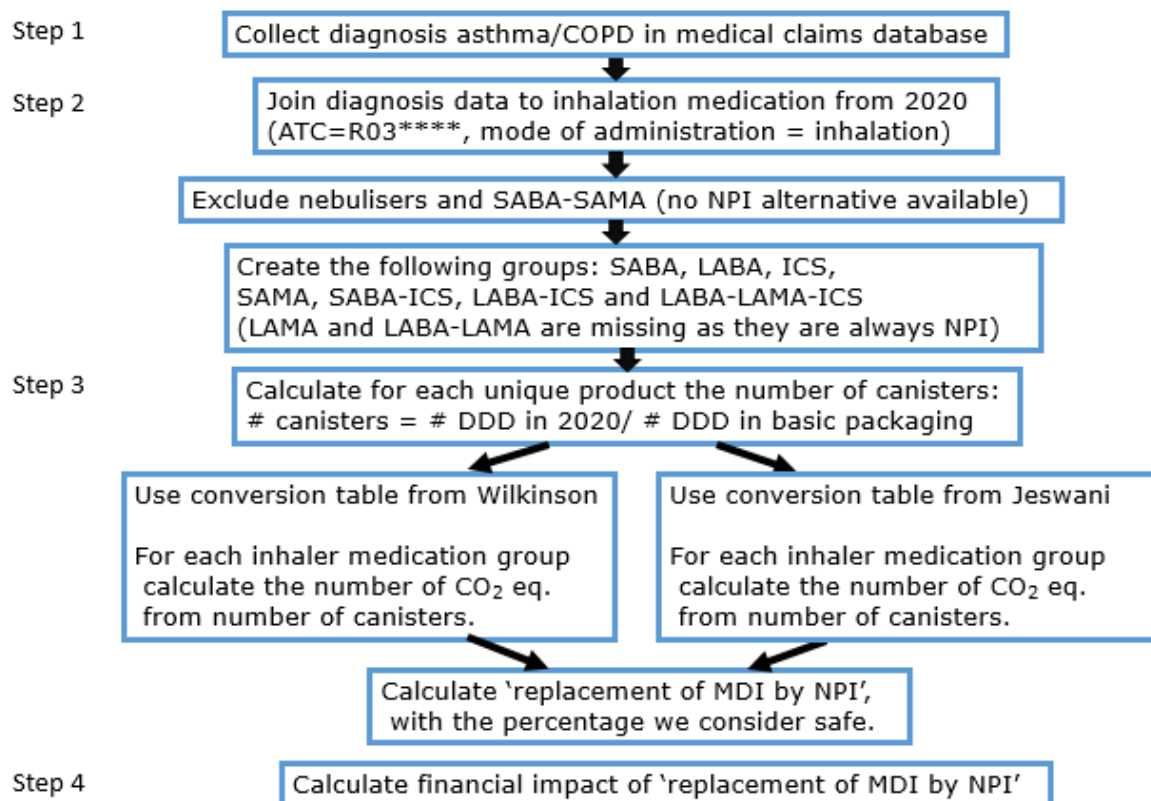 Step 1
Collect diagnosis asthma/COPD in medical claims database
Step 2
Join diagnosis data to inhalation medication from 2020
(ATC=R03****, mode of administration = inhalation)
Exclude nebulisers and SABA-SAMA (no NPI alternative available)
Create the following groups: SABA, LABA, ICS,
SAMA, SABA-ICS, LABA-ICS and LABA-LAMA-ICS
(LAMA and LABA-LAMA are missing as they are always NPI)
Step 3
Calculate for each unique product the number of canisters:
# canisters = # DDD in 2020/ # DDD in basic packaging
Use conversion table from Wilkinson
For each inhaler medication group
calculate the number of CO₂ eq.
from number of canisters.
Use conversion table from Jeswani
For each inhaler medication group
calculate the number of CO₂ eq.
from number of canisters.
Calculate ‘replacement of MDI by NPI’,
with the percentage we consider safe.
Step 4
Calculate financial impact of ‘replacement of MDI by NPI’